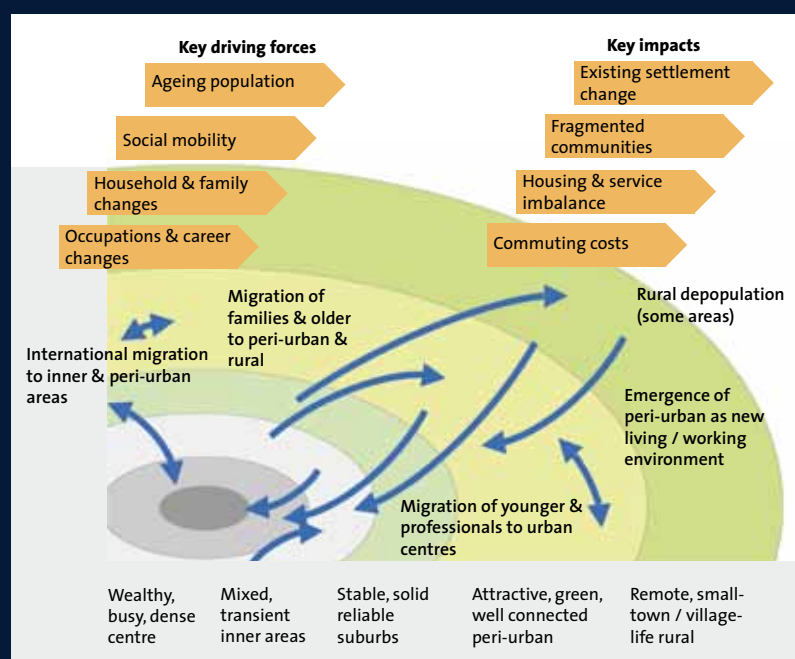 Key driving forces
Ageing population
Social mobility
Household & family
changes
Occupations & career
changes
Key impacts
Existing settlement
change
Fragmented
communities
Housing & service
imbalance
Commuting costs
Migration of
families & older
to peri-urban &
rural
Rural depopulation
(some areas)
International migration
to inner & peri-urban
areas
Emergence of
peri-urban as new
living / working
environment
Migration of younger &
professionals to urban
centres
Wealthy,
busy, dense
centre
Mixed,
transient
inner areas
Stable, solid
reliable
suburbs
Attractive, green,
well connected
peri-urban
Remote, small-
town / village-
life rural